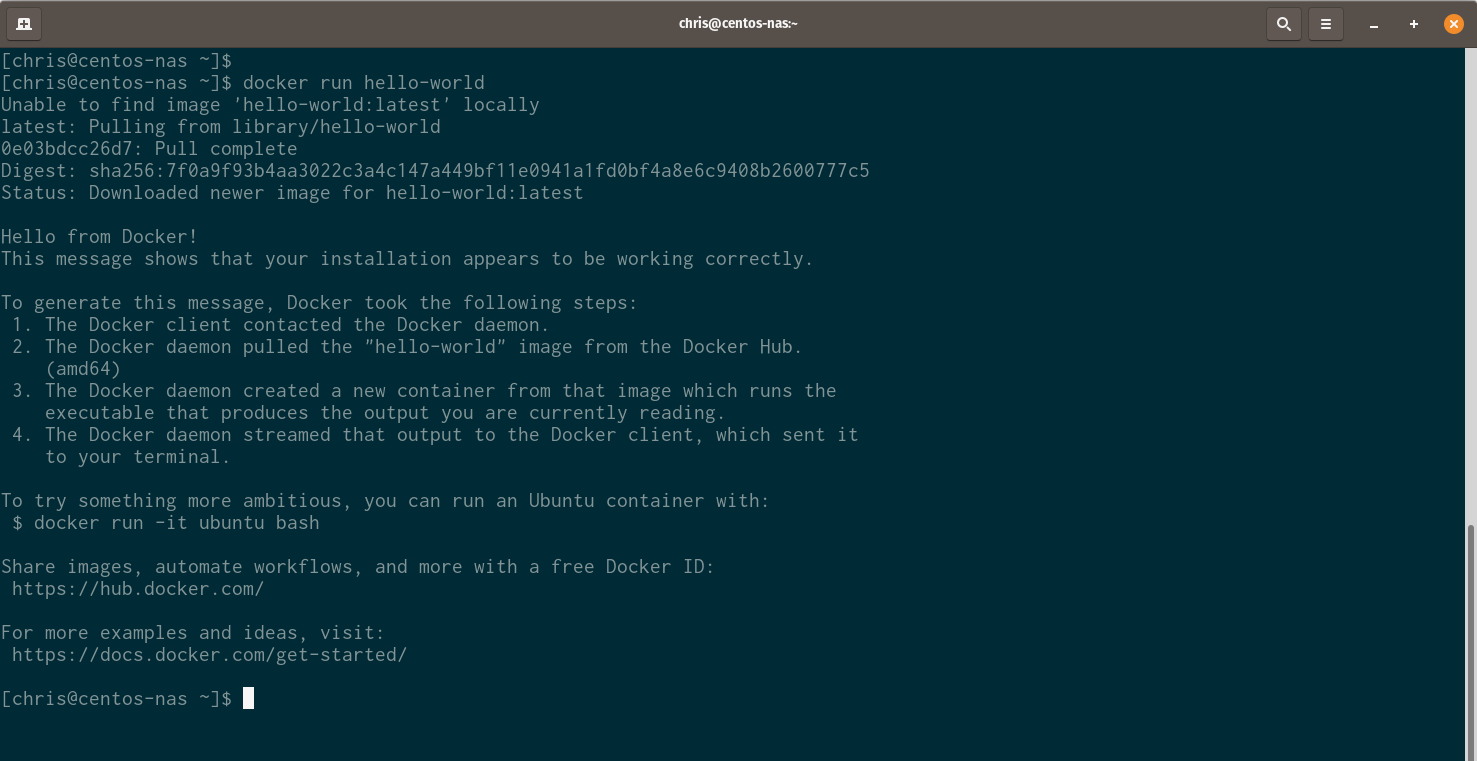 chris@centos-nas:~
[chris@centos-nas ~]$
[chris@centos-nas ~]$ docker run hello-world
Unable to find image 'hello-world:latest' locally
latest: Pulling from library/hello-world
0e03bdcc26d7: Pull complete
Digest: sha256:7f0a9f93b4aa3022c3a4c147a449bf11e0941a1fd0bf4a8e6c9408b2600777c5
Status: Downloaded newer image for hello-world:latest

Hello from Docker!
This message shows that your installation appears to be working correctly.

To generate this message, Docker took the following steps:
 1. The Docker client contacted the Docker daemon.
 2. The Docker daemon pulled the "hello-world" image from the Docker Hub.
    (amd64)
 3. The Docker daemon created a new container from that image which runs the
    executable that produces the output you are currently reading.
 4. The Docker daemon streamed that output to the Docker client, which sent it
    to your terminal.

To try something more ambitious, you can run an Ubuntu container with:
 $ docker run -it ubuntu bash

Share images, automate workflows, and more with a free Docker ID:
 https://hub.docker.com/

For more examples and ideas, visit:
 https://docs.docker.com/get-started/

[chris@centos-nas ~]$